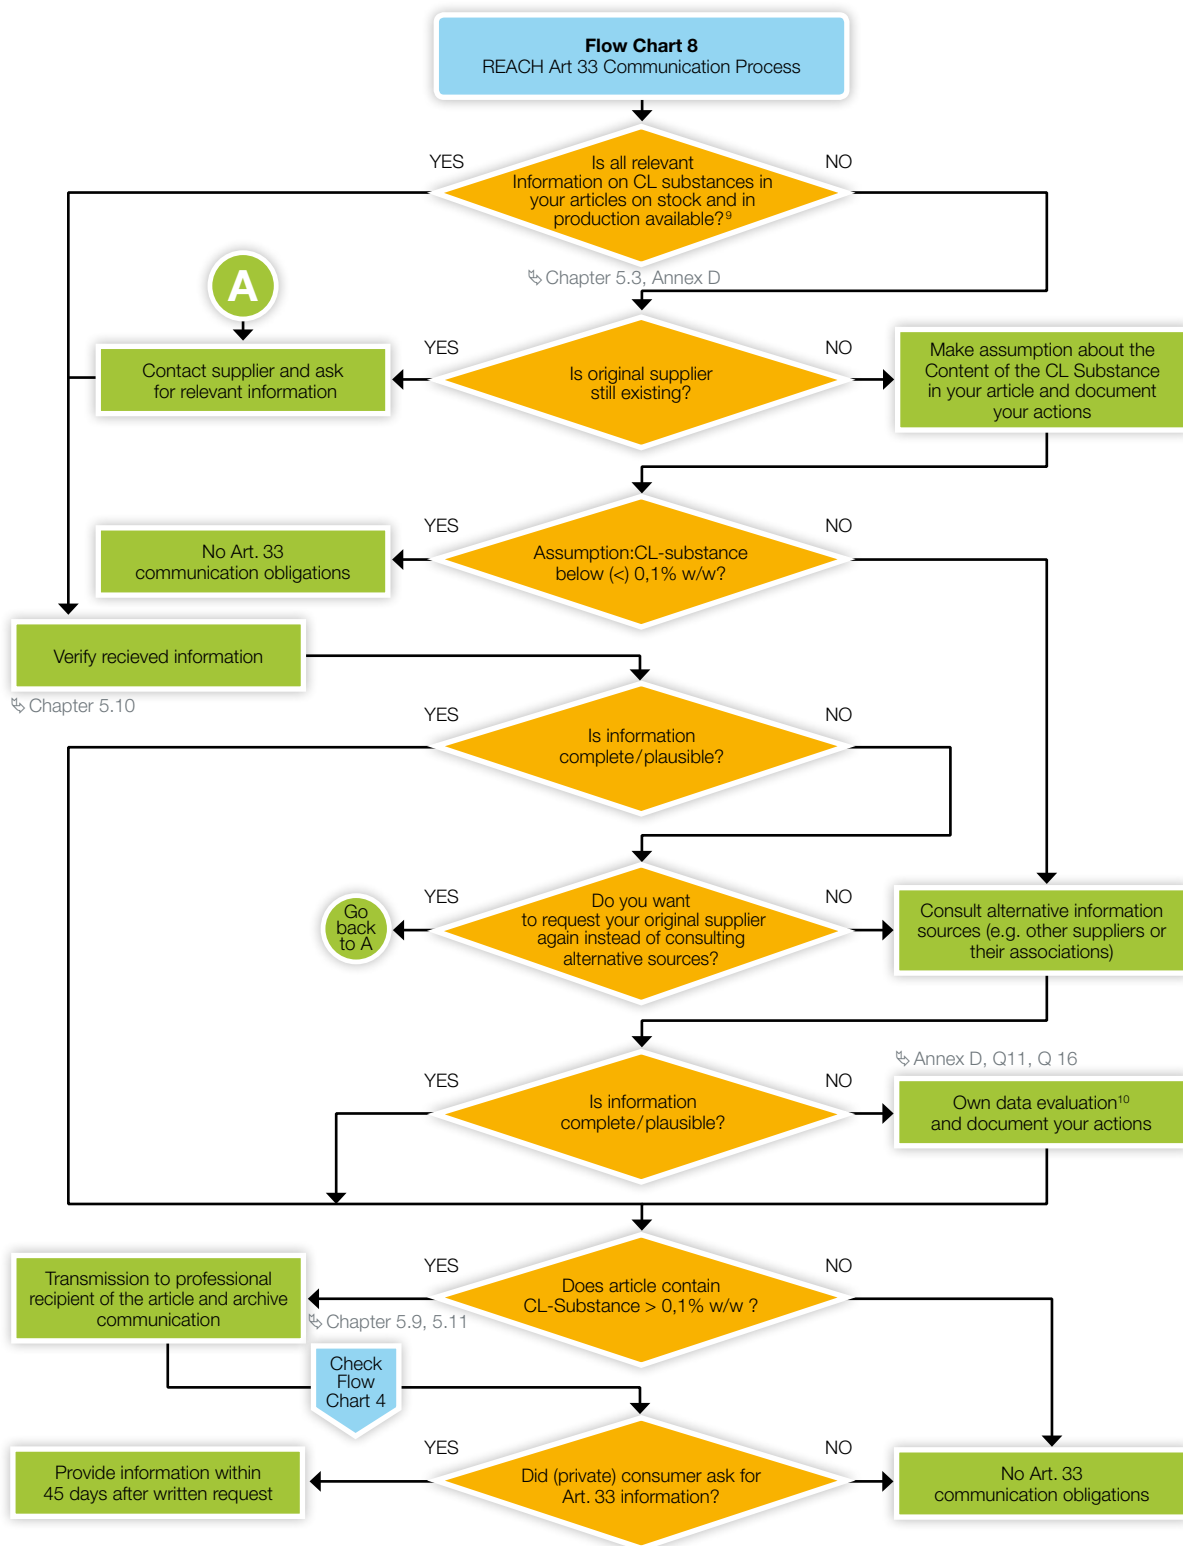 Flow Chart 8
REACH Art 33 Communication Process
YES
NO
Is all relevant
Information on CL substances in
your articles on stock and in
production available?⁹
Chapter 5.3, Annex D
A
Contact supplier and ask
for relevant information
YES
Is original supplier
still existing?
NO
Make assumption about the
Content of the CL Substance
in your article and document
your actions
No Art. 33
communication obligations
YES
Assumption:CL-substance
below (<) 0,1% w/w?
NO
Verify recieved information
Chapter 5.10
YES
Is information
complete/plausible?
NO
Go
back
to A
YES
Do you want
to request your original supplier
again instead of consulting
alternative sources?
NO
Consult alternative information
sources (e.g. other suppliers or
their associations)
YES
Is information
complete/plausible?
NO
Annex D, Q11, Q 16
Own data evaluation¹⁰
and document your actions
Transmission to professional
recipient of the article and archive
communication
YES
Chapter 5.9, 5.11
Does article contain
CL-Substance > 0,1% w/w ?
NO
Check
Flow
Chart 4
Provide information within
45 days after written request
YES
Did (private) consumer ask for
Art. 33 information?
NO
No Art. 33
communication obligations